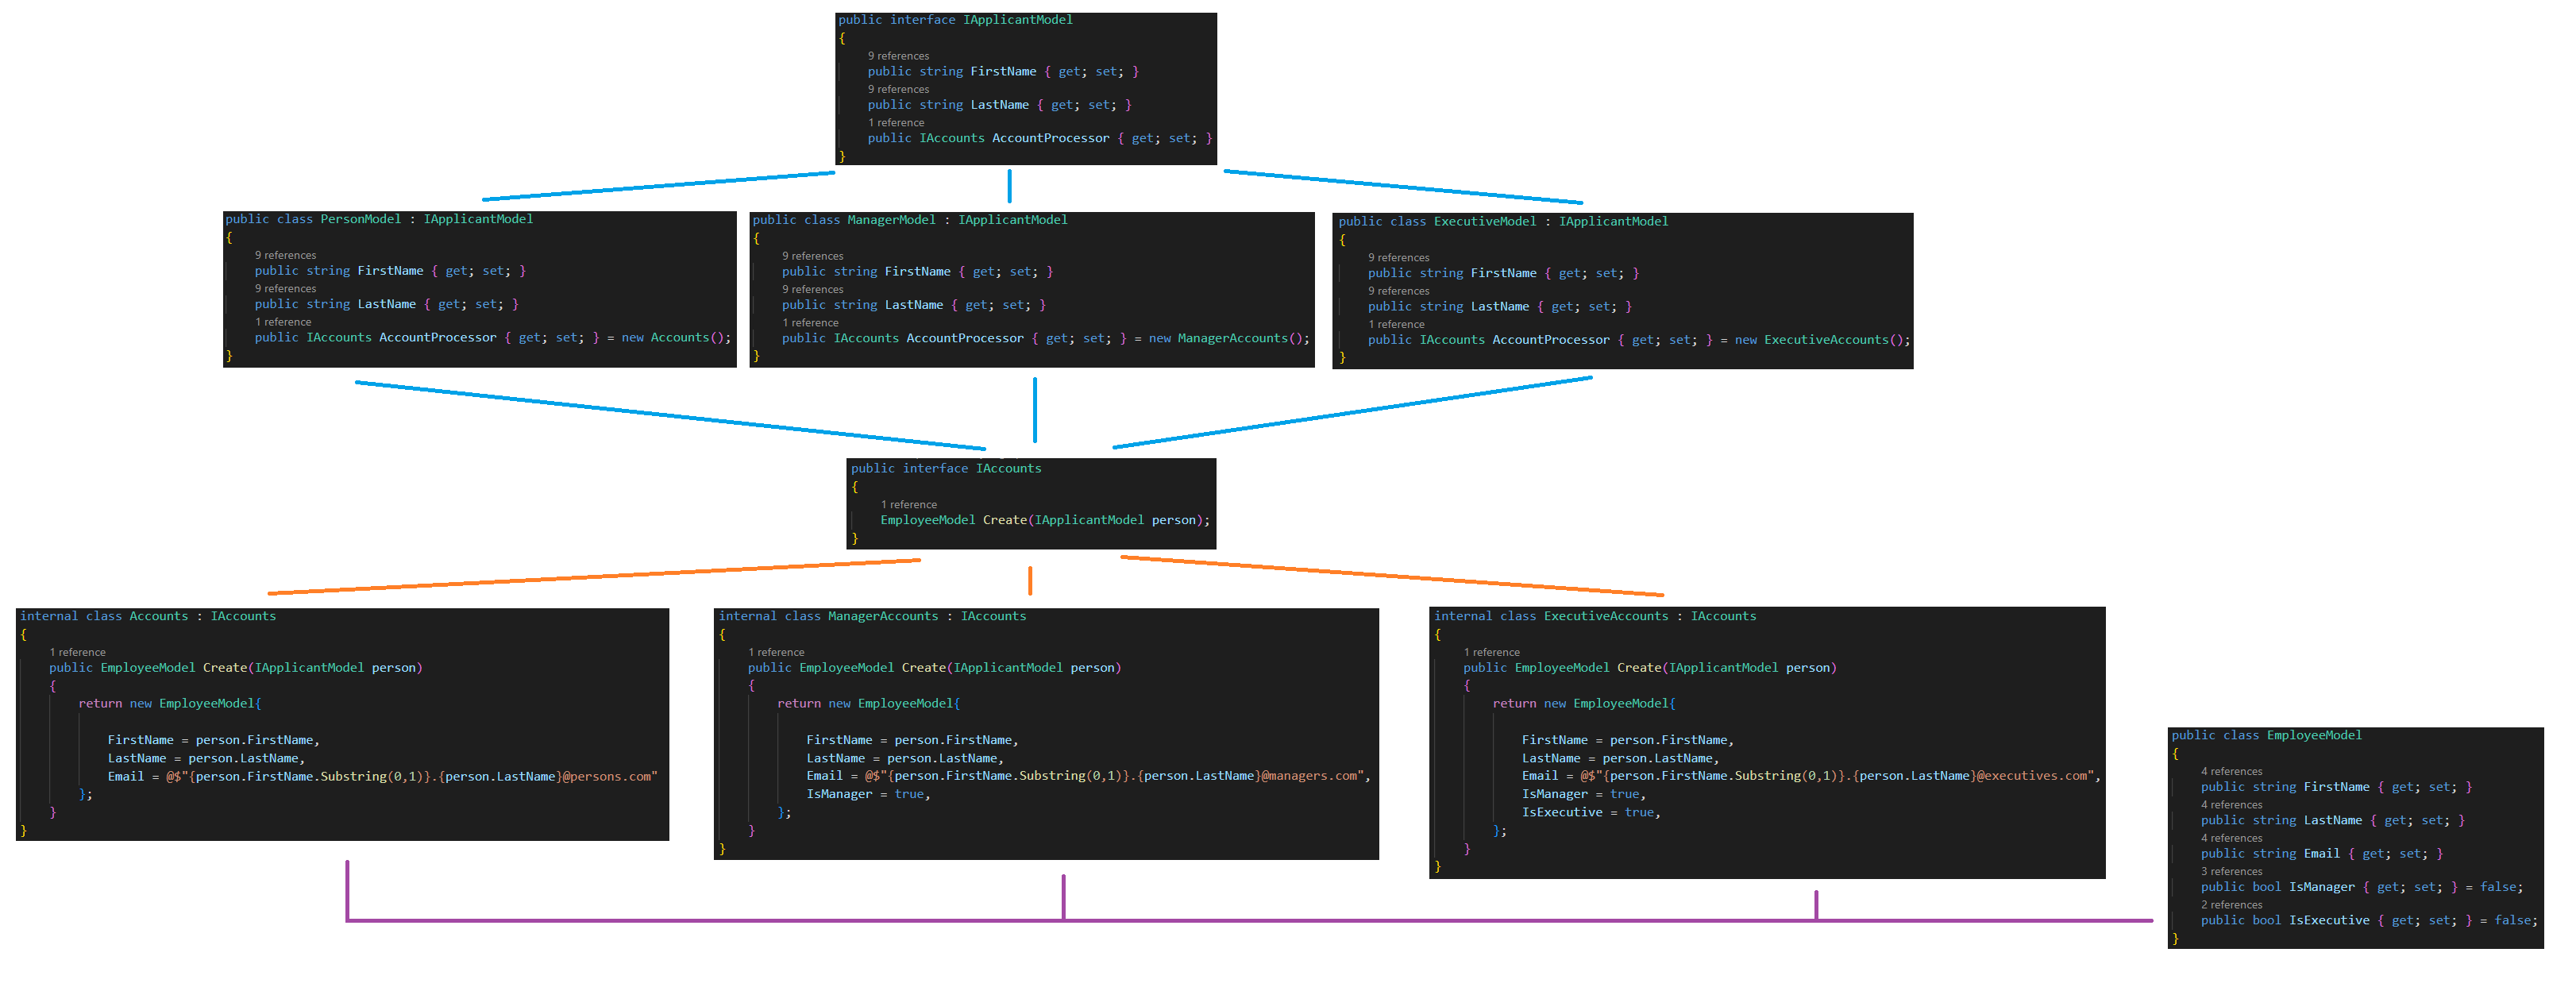 public interface IApplicantModel
{
9 references
public string FirstName { get; set; }
9 references
public string LastName { get; set; }
1 reference
public IAccounts AccountProcessor { get; set; }
}
public class PersonModel : IApplicantModel
{
9 references
public string FirstName { get; set; }
9 references
public string LastName { get; set; }
1 reference
public IAccounts AccountProcessor { get; set; } = new Accounts();
}
public class ManagerModel : IApplicantModel
{
9 references
public string FirstName { get; set; }
9 references
public string LastName { get; set; }
1 reference
public IAccounts AccountProcessor { get; set; } = new ManagerAccounts();
}
public class ExecutiveModel : IApplicantModel
{
9 references
public string FirstName { get; set; }
9 references
public string LastName { get; set; }
1 reference
public IAccounts AccountProcessor { get; set; } = new ExecutiveAccounts();
}
public interface IAccounts
{
1 reference
EmployeeModel Create(IApplicantModel person);
}
internal class Accounts : IAccounts
{
1 reference
public EmployeeModel Create(IApplicantModel person)
{
return new EmployeeModel{
FirstName = person.FirstName,
LastName = person.LastName,
Email = @$"{person.FirstName.Substring(0,1)}.{person.LastName}@persons.com"
};
}
}
internal class ManagerAccounts : IAccounts
{
1 reference
public EmployeeModel Create(IApplicantModel person)
{
return new EmployeeModel{
FirstName = person.FirstName,
LastName = person.LastName,
Email = @$"{person.FirstName.Substring(0,1)}.{person.LastName}@managers.com",
IsManager = true,
};
}
}
internal class ExecutiveAccounts : IAccounts
{
1 reference
public EmployeeModel Create(IApplicantModel person)
{
return new EmployeeModel{
FirstName = person.FirstName,
LastName = person.LastName,
Email = @$"{person.FirstName.Substring(0,1)}.{person.LastName}@executives.com",
IsManager = true,
IsExecutive = true,
};
}
}
public class EmployeeModel
{
4 references
public string FirstName { get; set; }
4 references
public string LastName { get; set; }
4 references
public string Email { get; set; }
3 references
public bool IsManager { get; set; } = false;
2 references
public bool IsExecutive { get; set; } = false;
}